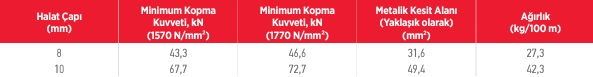 Halat Çapı (mm) Minimum Kopma Kuvveti, kN (1570 N/mm²) Minimum Kopma Kuvveti, kN (1770 N/mm²) Metalik Kesit Alanı (Yaklaşık olarak) (mm²) Ağırlık (kg/100 m)
8 43,3 46,6 31,6 27,3
10 67,7 72,7 49,4 42,3